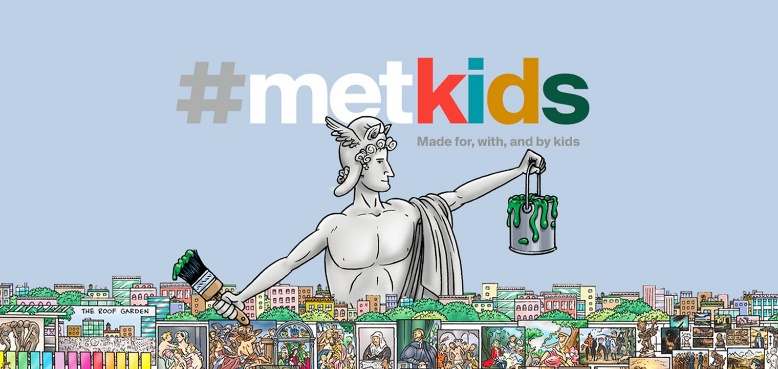 #metkids
Made for, with, and by kids
THE ROOF GARDEN